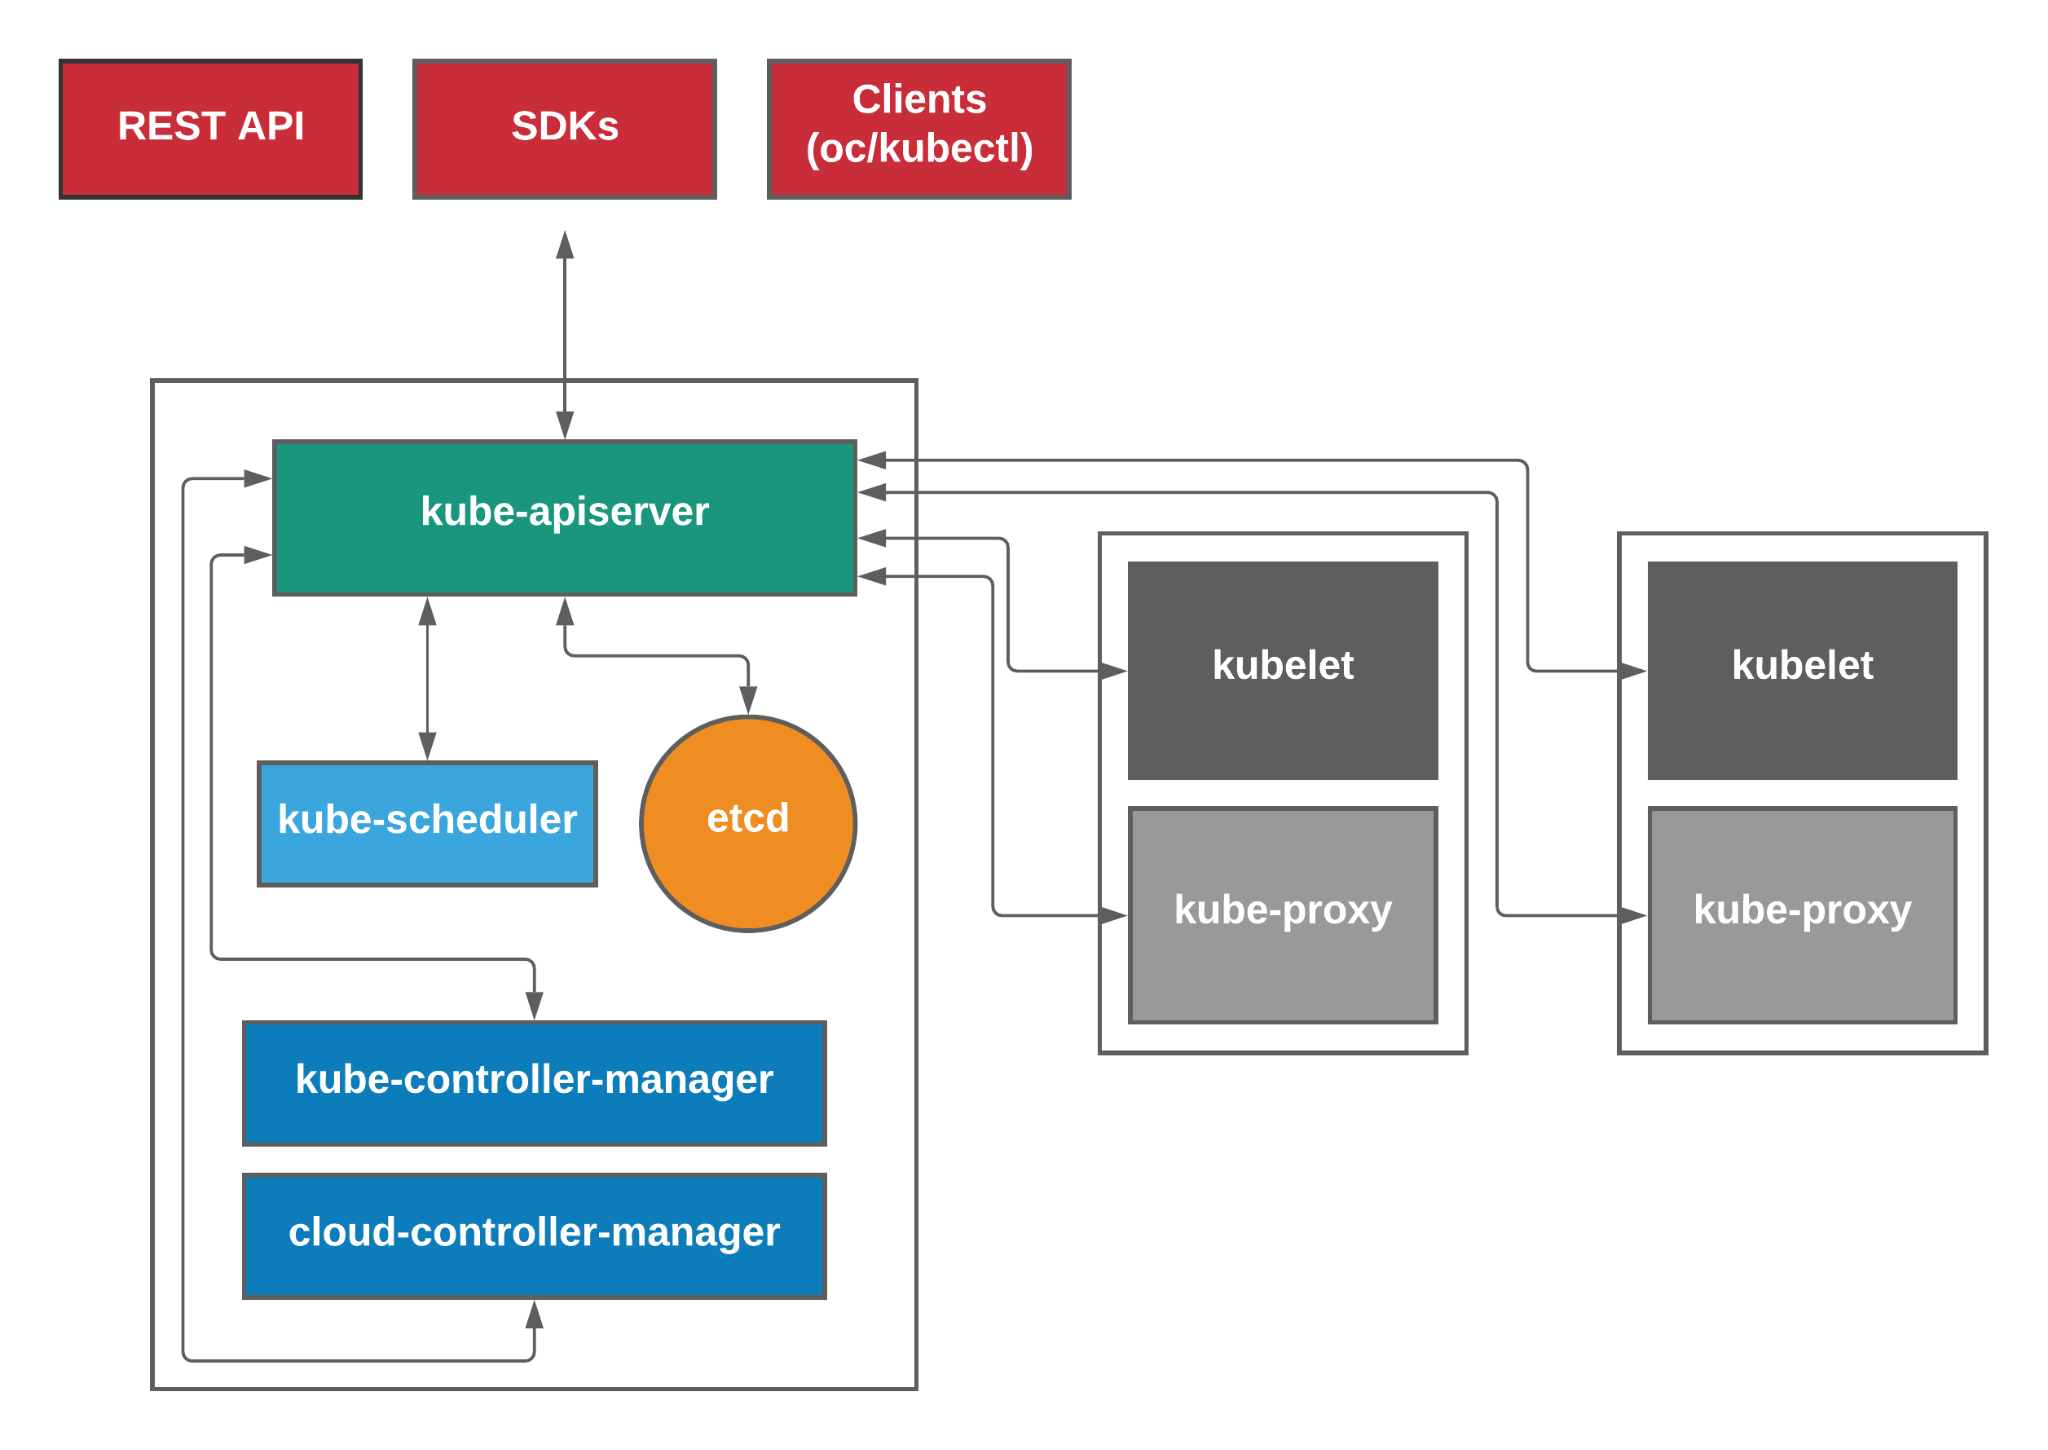 REST API
SDKs
Clients
(oc/kubectl)
kube-apiserver
kubelet
kubelet
kube-scheduler
etcd
kube-proxy
kube-proxy
kube-controller-manager
cloud-controller-manager